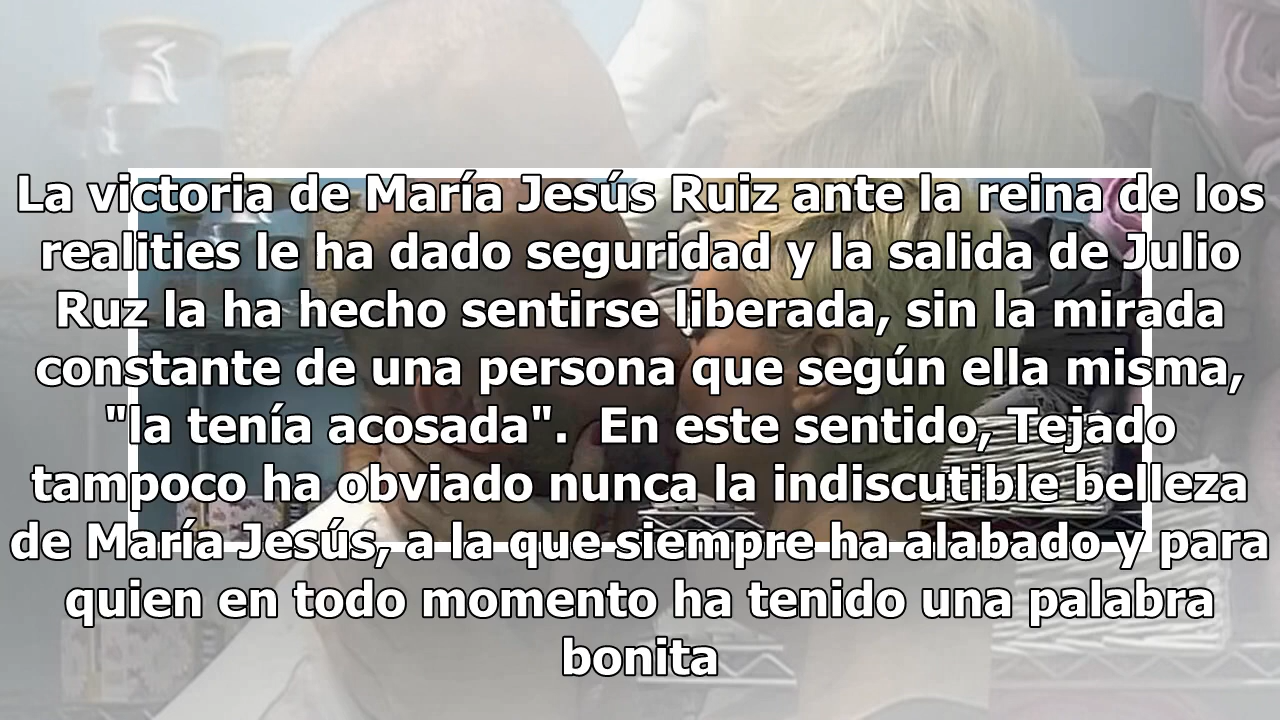 La victoria de María Jesús Ruiz ante la reina de los
realities le ha dado seguridad y la salida de Julio
Ruz la ha hecho sentirse liberada, sin la mirada
constante de una persona que según ella misma,
"la tenía acosada".  En este sentido, Tejado
tampoco ha obviado nunca la indiscutible belleza
de María Jesús, a la que siempre ha alabado y para
quien en todo momento ha tenido una palabra
bonita